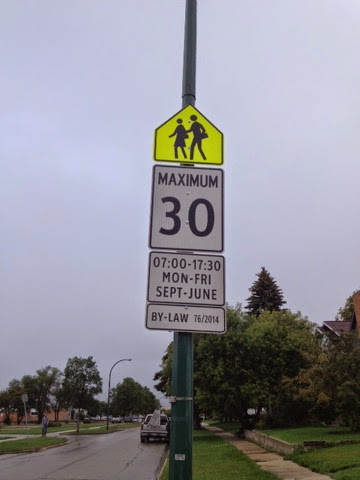 MAXIMUM
30
07:00-17:30
MON-FRI
SEPT-JUNE
BY-LAW 76/2014